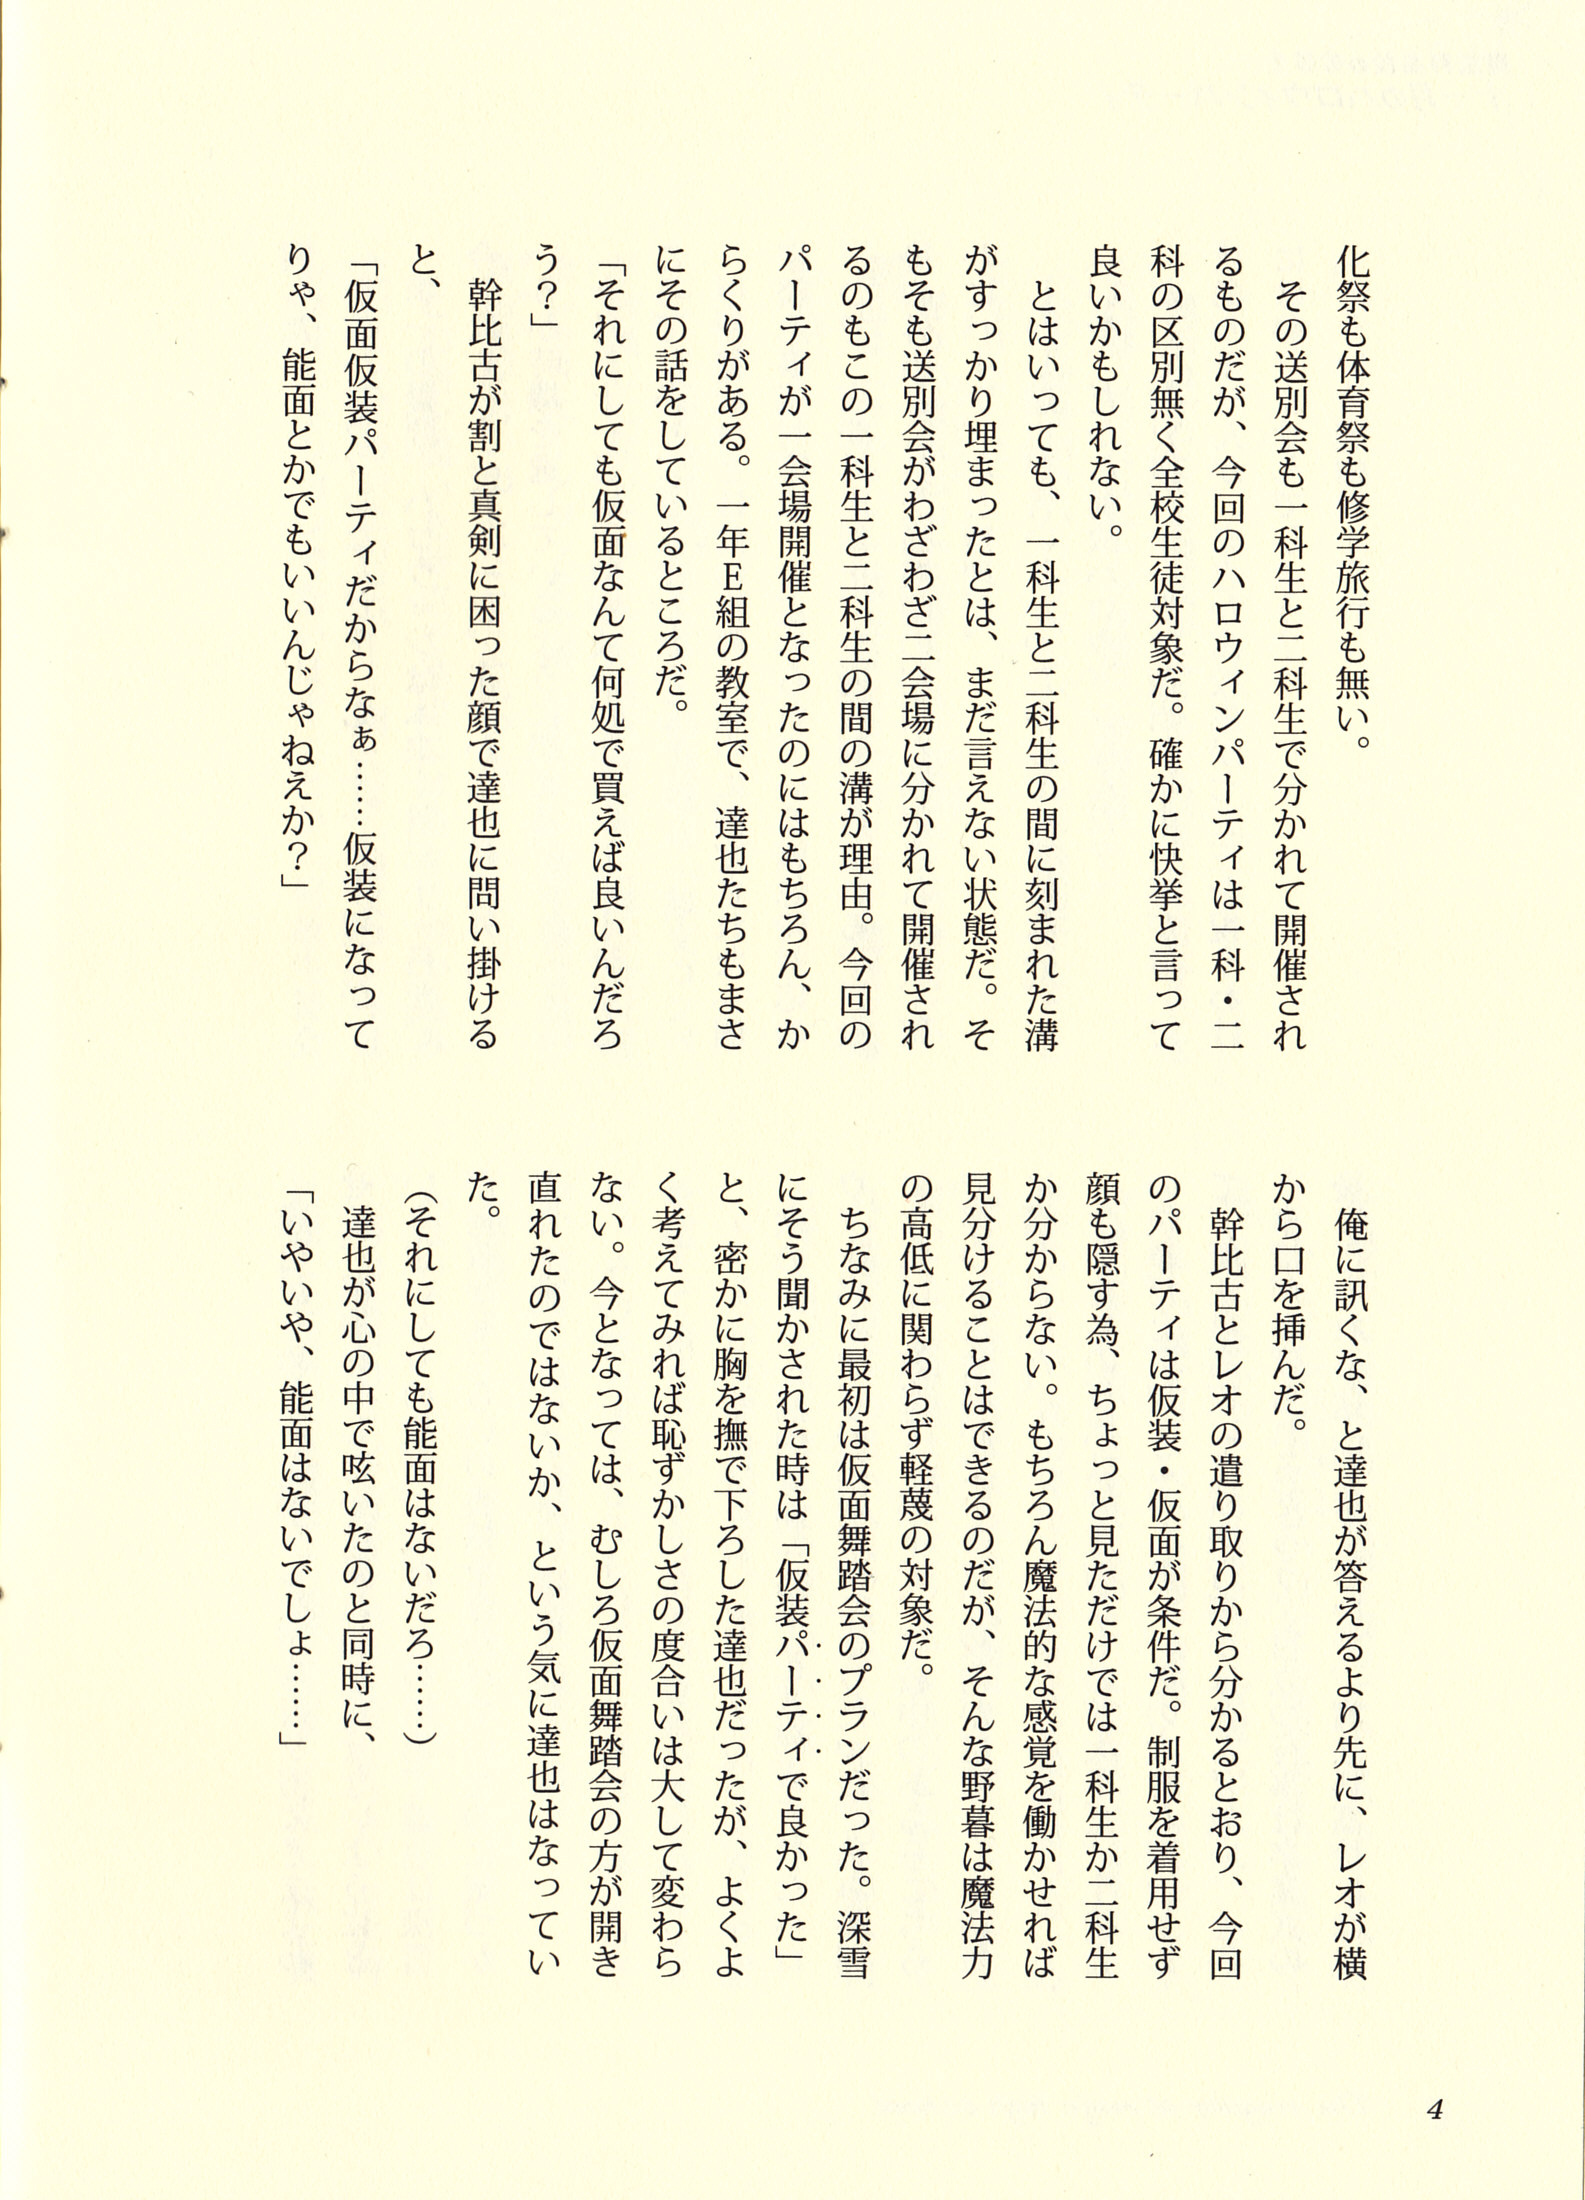 化祭も体育祭も修学旅行も無い。
　その送別会も一科生と二科生で分かれて開催され
るものだが、今回のハロウィンパーティは一科・二
科の区別無く全校生徒対象だ。確かに快挙と言って
良いかもしれない。
　とはいっても、一科生と二科生の間に刻まれた溝
がすっかり埋まったとは、まだ言えない状態だ。そ
もそも送別会がわざわざ二会場に分かれて開催され
るのもこの一科生と二科生の間の溝が理由。今回の
パーティが一会場開催となったのにはもちろん、か
らくりがある。一年Ｅ組の教室で、達也たちもまさ
にその話をしているところだ。
「それにしても仮面なんて何処で買えば良いんだろ
う？」
　幹比古が割と真剣に困った顔で達也に問い掛ける
と、
「仮面仮装パーティだからなぁ……仮装になって
りゃ、能面とかでもいいんじゃねえか？」
　俺に訊くな、と達也が答えるより先に、レオが横
から口を挿んだ。
　幹比古とレオの遣り取りから分かるとおり、今回
のパーティは仮装・仮面が条件だ。制服を着用せず
顔も隠す為、ちょっと見ただけでは一科生か二科生
か分からない。もちろん魔法的な感覚を働かせれば
見分けることはできるのだが、そんな野暮は魔法力
の高低に関わらず軽蔑の対象だ。
　ちなみに最初は仮面舞踏会のプランだった。深雪
にそう聞かされた時は「仮装パーティで良かった」
と、密かに胸を撫で下ろした達也だったが、よくよ
く考えてみれば恥ずかしさの度合いは大して変わら
ない。今となっては、むしろ仮面舞踏会の方が開き
直れたのではないか、という気に達也はなってい
た。
（それにしても能面はないだろ……）
　達也が心の中で呟いたのと同時に、
「いやいや、能面はないでしょ……」
4